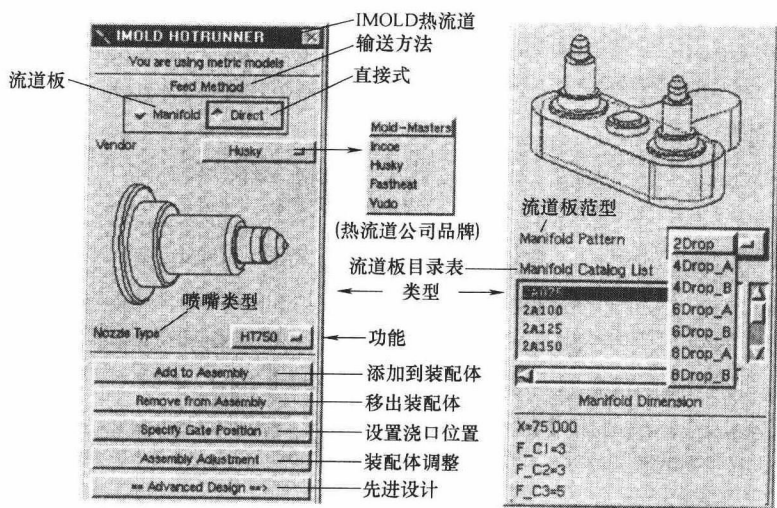 IMOLD HOTRUNNER
IMOLD热流道
You are using metric models
输送方法
Feed Method
流道板
直接式
Manifold
Direct
Vendor
Husky
Mold-Masters
Incoe
Husky
Fastheat
Yudo
(热流道公司品牌)
喷嘴类型
Nozzle Type
HT750
功能
Add to Assembly
添加到装配体
Remove from Assembly
移出装配体
Specify Gate Position
设置浇口位置
Assembly Adjustment
装配体调整
== Advanced Design ==>
先进设计
流道板范型
Manifold Pattern
2Drop
4Drop_A
4Drop_B
6Drop_A
6Drop_B
8Drop_A
8Drop_B
流道板目录表
Manifold Catalog List
类型
2A075
2A100
2A125
2A150
Manifold Dimension
X=75.000
F_C1=3
F_C2=3
F_C3=5